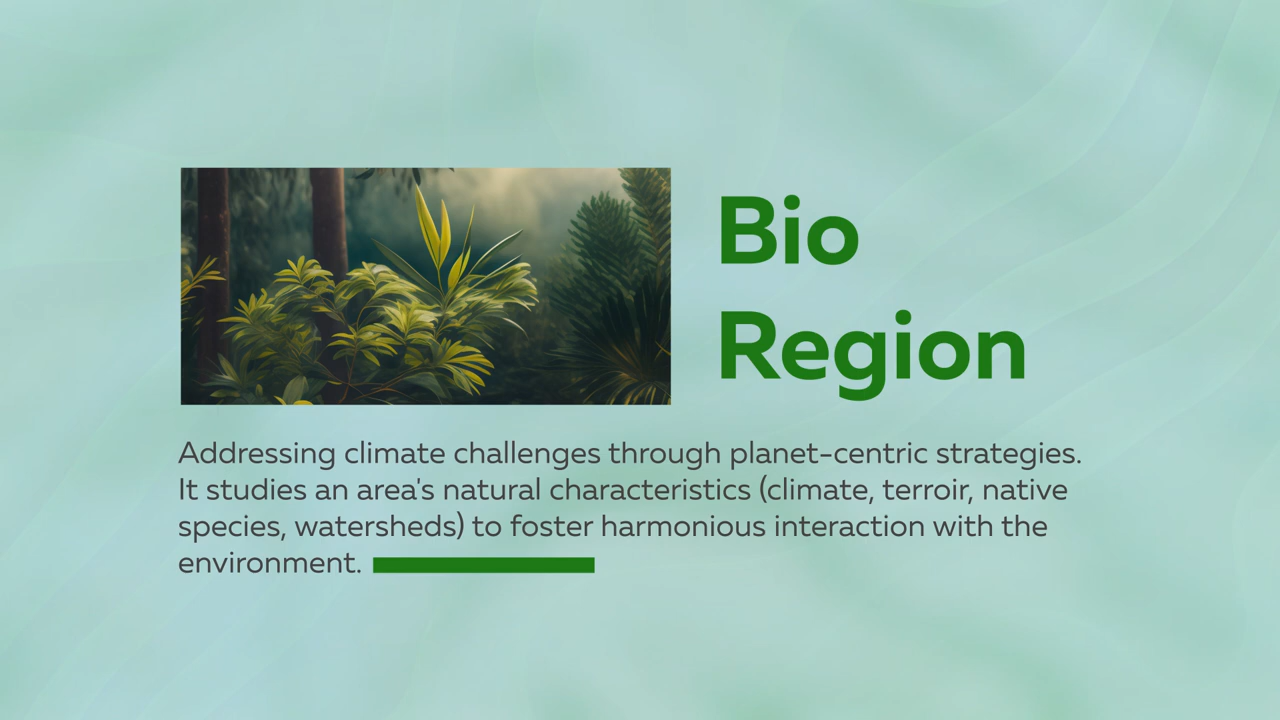 Bio
Region
Addressing climate challenges through planet-centric strategies.
It studies an area's natural characteristics (climate, terroir, native
species, watersheds) to foster harmonious interaction with the
environment.